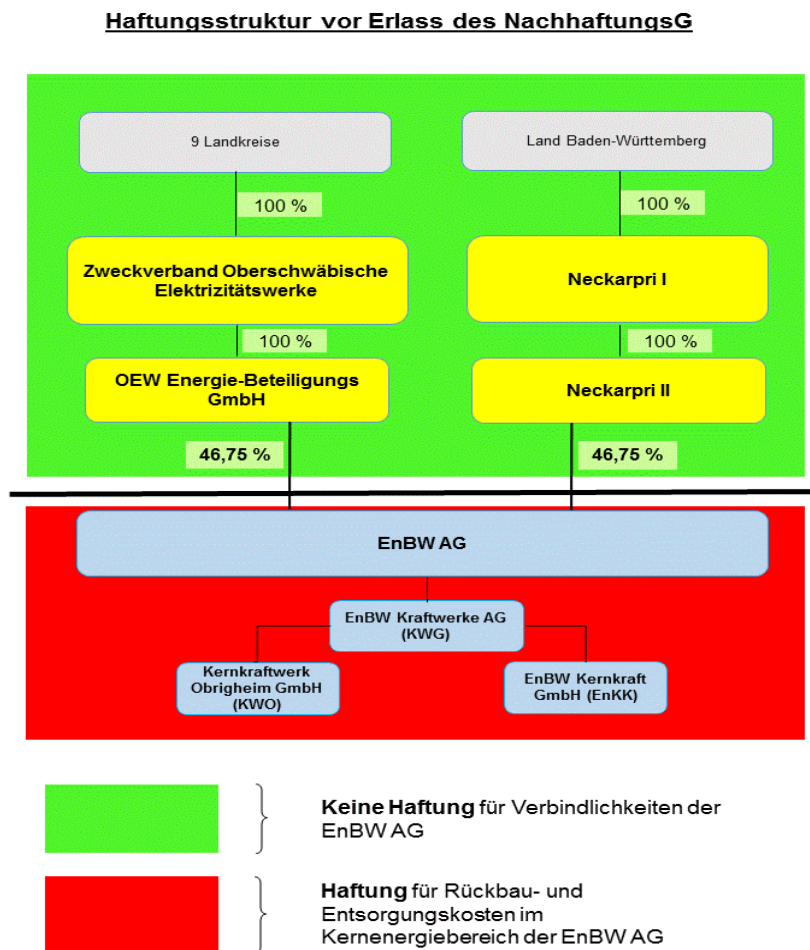 Haftungsstruktur vor Erlass des NachhaftungsG
9 Landkreise
Land Baden-Württemberg
100 %
100 %
Zweckverband Oberschwäbische
Elektrizitätswerke
Neckarpri I
100 %
100 %
OEW Energie-Beteiligungs
GmbH
Neckarpri II
46,75 %
46,75 %
EnBW AG
EnBW Kraftwerke AG
(KWG)
Kernkraftwerk
Obrigheim GmbH
(KWO)
EnBW Kernkraft
GmbH (EnKK)
Keine Haftung für Verbindlichkeiten der
EnBW AG
Haftung für Rückbau- und
Entsorgungskosten im
Kernenergiebereich der EnBW AG